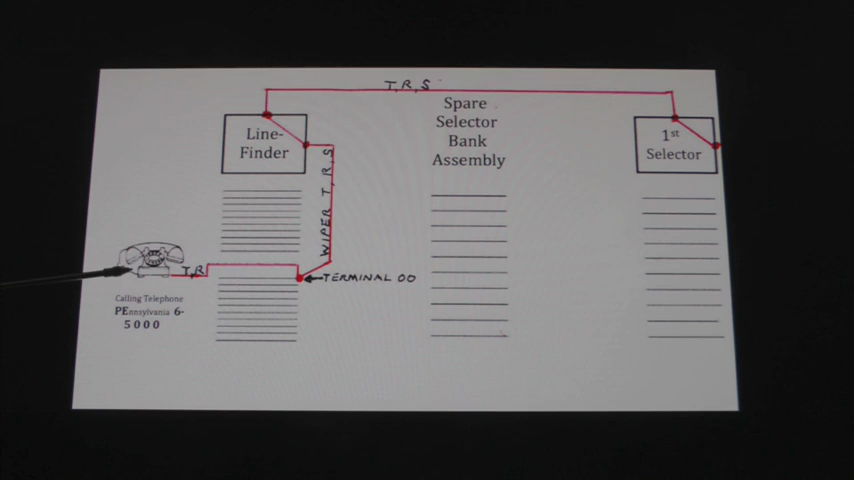 T, R, S
Line-
Finder
Spare
Selector
Bank
Assembly
1st
Selector
WIPER T, R, S
T,R
TERMINAL 00
Calling Telephone
PEnnsylvania 6-
5000